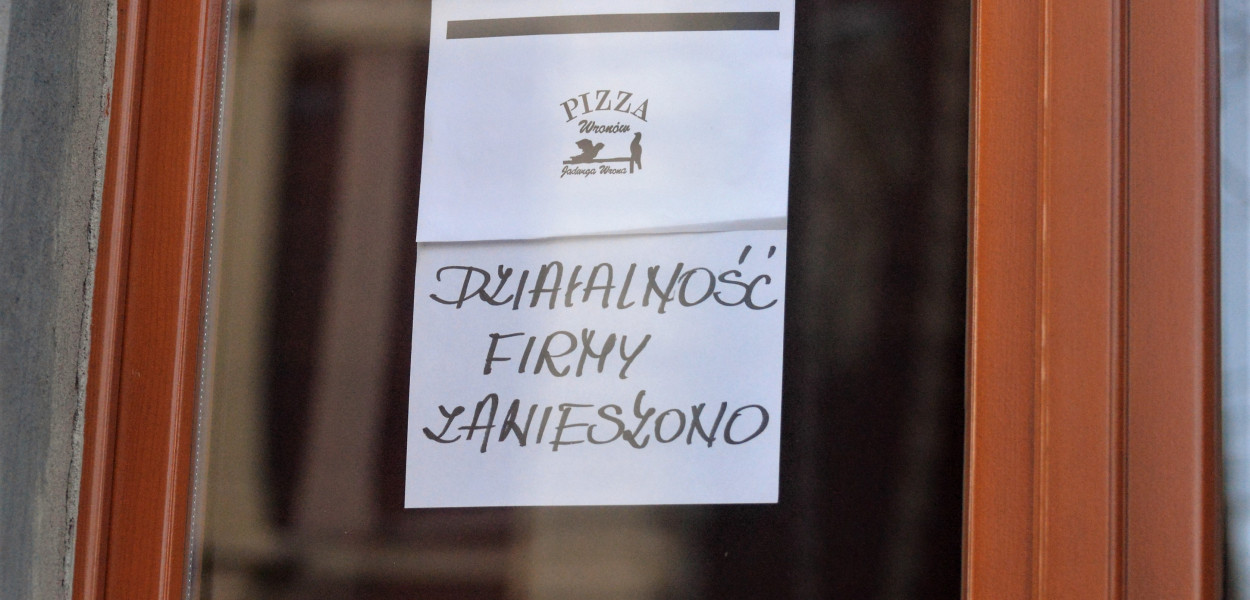 PIZZA
Wronów
Jadwiga Wrona
DZIAŁALNOŚĆ
FIRMY
ZAWIESZONO